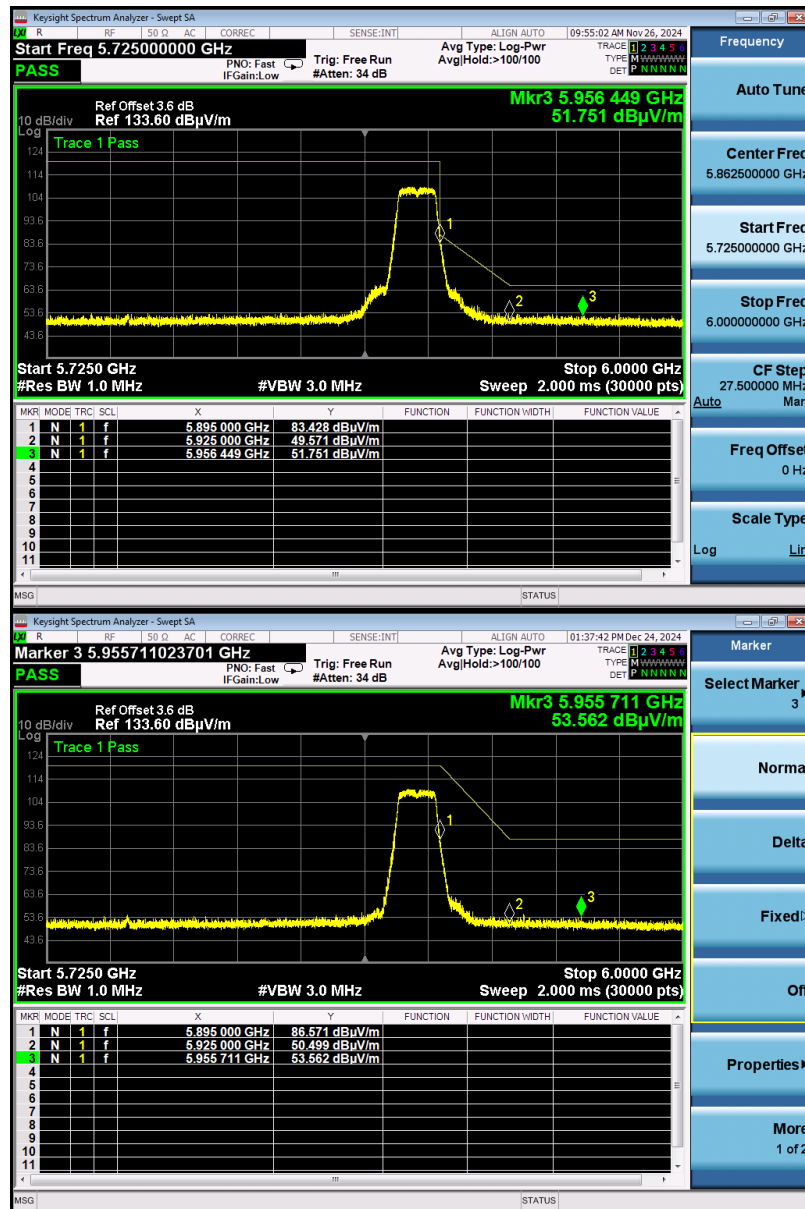 Keysight Spectrum Analyzer - Swept SA
LXI R RF 50 Ω AC CORREC SENSE:INT ALIGN AUTO 09:55:02 AM Nov 26, 2024
Start Freq 5.725000000 GHz
PASS
PNO: Fast
IFGain:Low
Trig: Free Run
#Atten: 34 dB
Avg Type: Log-Pwr
Avg|Hold:>100/100
TRACE 1 2 3 4 5 6
TYPE M WWWWW
DET P N N N N N
Ref Offset 3.6 dB
10 dB/div Ref 133.60 dBµV/m
Mkr3 5.956 449 GHz
51.751 dBµV/m
Log
Trace 1 Pass
124
114
104
93.6
83.6
73.6
63.6
53.6
43.6
1
2
3
Start 5.7250 GHz Stop 6.0000 GHz
#Res BW 1.0 MHz #VBW 3.0 MHz Sweep 2.000 ms (30000 pts)
MKR MODE TRC SCL X Y FUNCTION FUNCTION WIDTH FUNCTION VALUE
1 N 1 f 5.895 000 GHz 83.428 dBµV/m
2 N 1 f 5.925 000 GHz 49.571 dBµV/m
3 N 1 f 5.956 449 GHz 51.751 dBµV/m
4
5
6
7
8
9
10
11
MSG STATUS
Frequency
Auto Tune
Center Freq
5.862500000 GHz
Start Freq
5.725000000 GHz
Stop Freq
6.000000000 GHz
CF Step
27.500000 MHz
Auto Man
Freq Offset
0 Hz
Scale Type
Log Lin
Keysight Spectrum Analyzer - Swept SA
LXI R RF 50 Ω AC CORREC SENSE:INT ALIGN AUTO 01:37:42 PM Dec 24, 2024
Marker 3 5.955711023701 GHz
PASS
PNO: Fast
IFGain:Low
Trig: Free Run
#Atten: 34 dB
Avg Type: Log-Pwr
Avg|Hold:>100/100
TRACE 1 2 3 4 5 6
TYPE M WWWWW
DET P N N N N N
Ref Offset 3.6 dB
10 dB/div Ref 133.60 dBµV/m
Mkr3 5.955 711 GHz
53.562 dBµV/m
Log
Trace 1 Pass
124
114
104
93.6
83.6
73.6
63.6
53.6
43.6
1
2
3
Start 5.7250 GHz Stop 6.0000 GHz
#Res BW 1.0 MHz #VBW 3.0 MHz Sweep 2.000 ms (30000 pts)
MKR MODE TRC SCL X Y FUNCTION FUNCTION WIDTH FUNCTION VALUE
1 N 1 f 5.895 000 GHz 86.571 dBµV/m
2 N 1 f 5.925 000 GHz 50.499 dBµV/m
3 N 1 f 5.955 711 GHz 53.562 dBµV/m
4
5
6
7
8
9
10
11
MSG STATUS
Marker
Select Marker
3
Normal
Delta
Fixed
Off
Properties
More
1 of 2